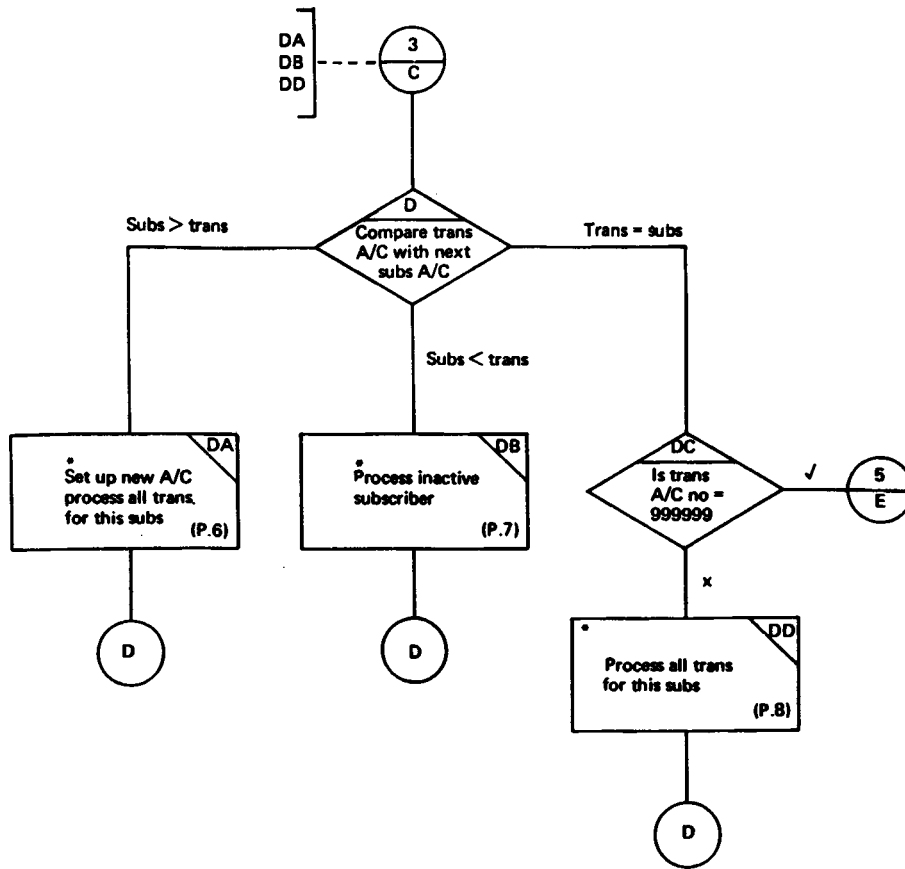 DA
DB
DD
3
C
D
Compare trans
A/C with next
subs A/C
Subs > trans
Trans = subs
Subs < trans
DA
*
Set up new A/C
process all trans.
for this subs
(P.6)
DB
*
Process inactive
subscriber
(P.7)
DC
Is trans
A/C no =
999999
✓
5
E
x
D
D
DD
*
Process all trans
for this subs
(P.8)
D